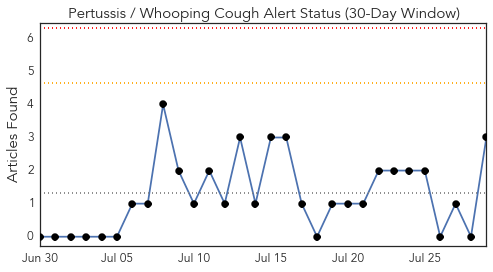 Pertussis / Whooping Cough Alert Status (30-Day Window)
Articles Found
6
5
4
3
2
1
0
Jun 30 Jul 05 Jul 10 Jul 15 Jul 20 Jul 25